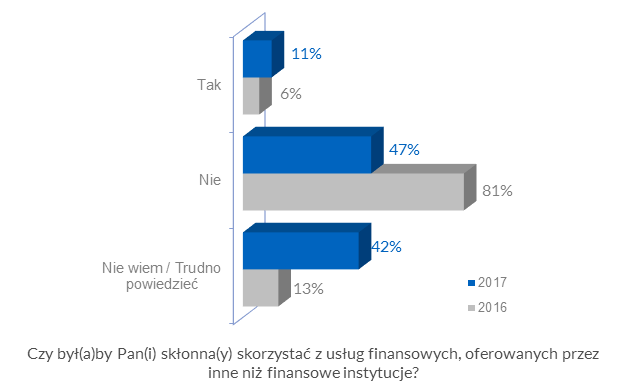 11%
Tak
6%
47%
Nie
81%
42%
Nie wiem / Trudno
powiedzieć
13%
2017
2016
Czy był(a)by Pan(i) skłonna(y) skorzystać z usług finansowych, oferowanych przez
inne niż finansowe instytucje?